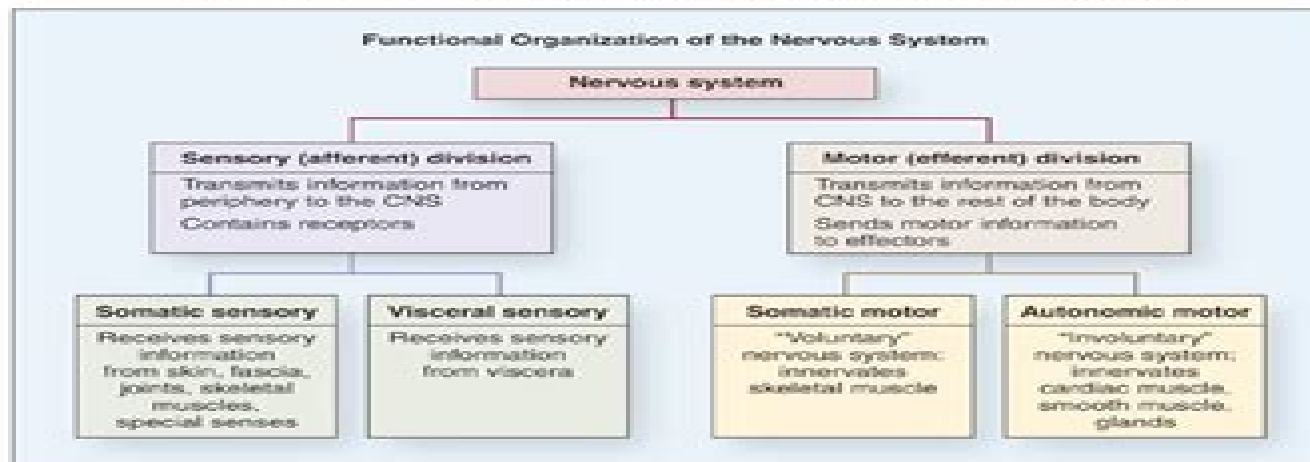 Functional Organization of the Nervous System
Nervous system
Sensory (afferent) division
Transmits information from
periphery to the CNS
Contains receptors
Motor (efferent) division
Transmits information from
CNS to the rest of the body
Sends motor information
to effectors
Somatic sensory
Receives sensory
information
from skin, fascia,
joints, skeletal
muscles,
special senses
Visceral sensory
Receives sensory
information
from viscera
Somatic motor
"Voluntary"
nervous system;
innervates
skeletal muscle
Autonomic motor
"Involuntary"
nervous system;
innervates
cardiac muscle,
smooth muscle,
glands